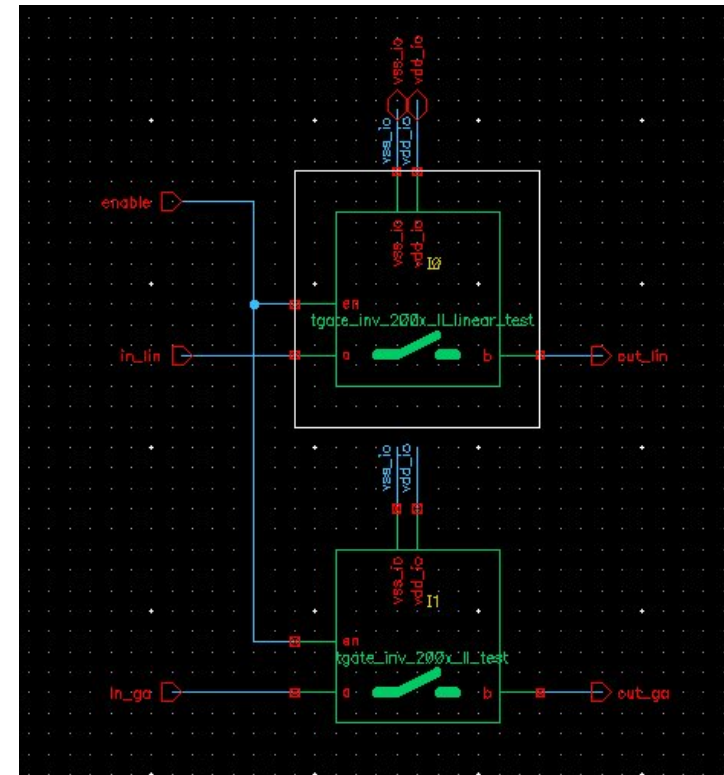 vss_io vdd_io
vss_io vdd_io
enable
vss_io vdd_io
I0
en
tgate_inv_200x_ll_linear_test
in_lin a b out_lin
vss_io vdd_io
vss_io vdd_io
I1
en
tgate_inv_200x_ll_test
in_ga a b out_ga